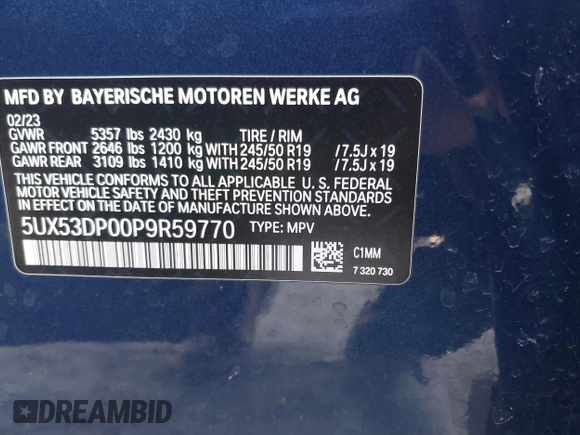 MFD BY BAYERISCHE MOTOREN WERKE AG
02/23
GVWR 5357 lbs 2430 kg TIRE / RIM
GAWR FRONT 2646 lbs 1200 kg WITH 245/50 R19 /7.5J x 19
GAWR REAR 3109 lbs 1410 kg WITH 245/50 R19 /7.5J x 19
THIS VEHICLE CONFORMS TO ALL APPLICABLE U. S. FEDERAL
MOTOR VEHICLE SAFETY AND THEFT PREVENTION STANDARDS
IN EFFECT ON THE DATE OF MANUFACTURE SHOWN ABOVE.
5UX53DP00P9R59770 TYPE: MPV
C1MM
7 320 730
DREAMBID